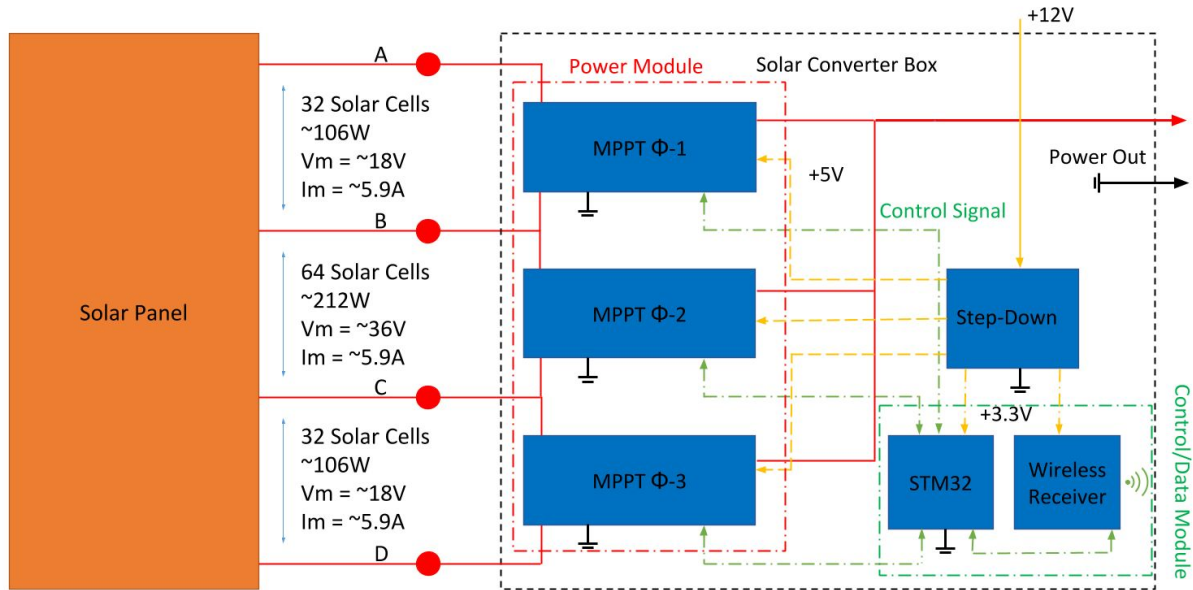 +12V
A
Solar Converter Box
Power Module
32 Solar Cells
~106W
Vm = ~18V
Im = ~5.9A
MPPT Φ-1
+5V
Power Out
B
Control Signal
64 Solar Cells
~212W
Vm = ~36V
Im = ~5.9A
Solar Panel
MPPT Φ-2
Step-Down
C
+3.3V
Control/Data Module
32 Solar Cells
~106W
Vm = ~18V
Im = ~5.9A
MPPT Φ-3
STM32
Wireless
Receiver
D